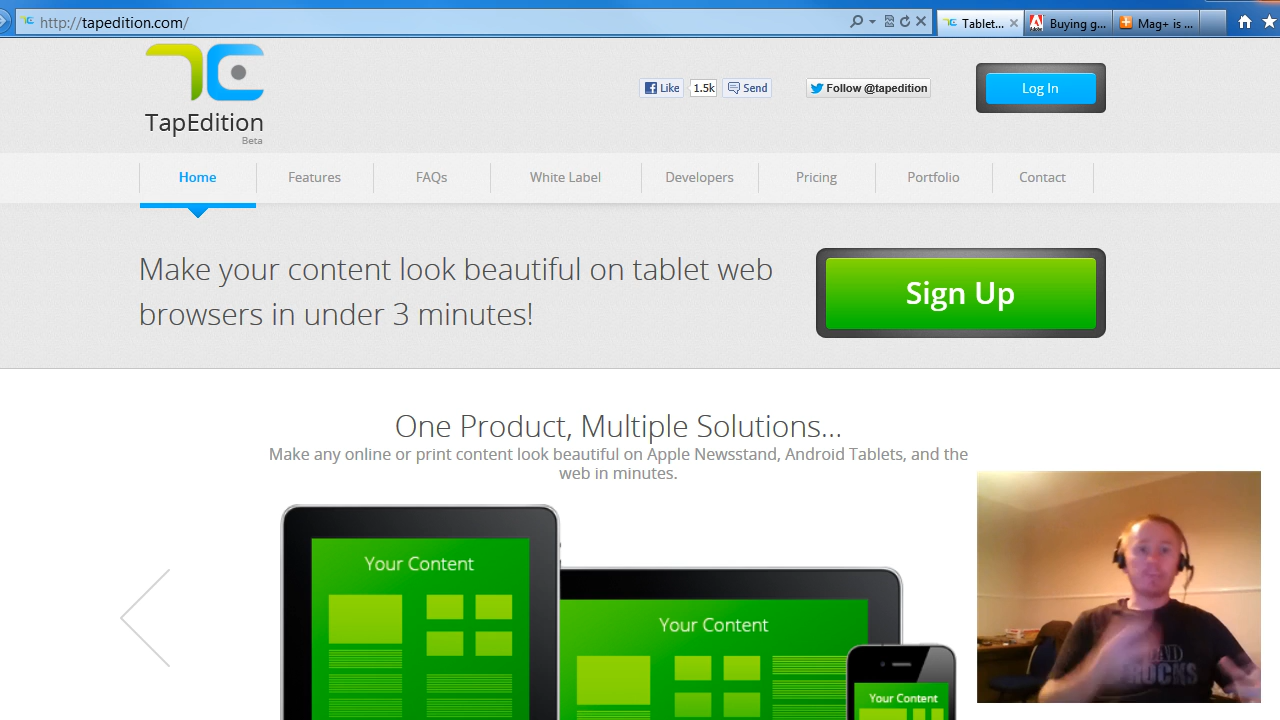 http://tapedition.com/
Tablet...
Buying g...
Mag+ is ...
TapEdition
Beta
Like
1.5k
Send
Follow @tapedition
Log In
Home
Features
FAQs
White Label
Developers
Pricing
Portfolio
Contact
Make your content look beautiful on tablet web
browsers in under 3 minutes!
Sign Up
One Product, Multiple Solutions...
Make any online or print content look beautiful on Apple Newsstand, Android Tablets, and the
web in minutes.
Your Content
Your Content
Your Content
ROCKS